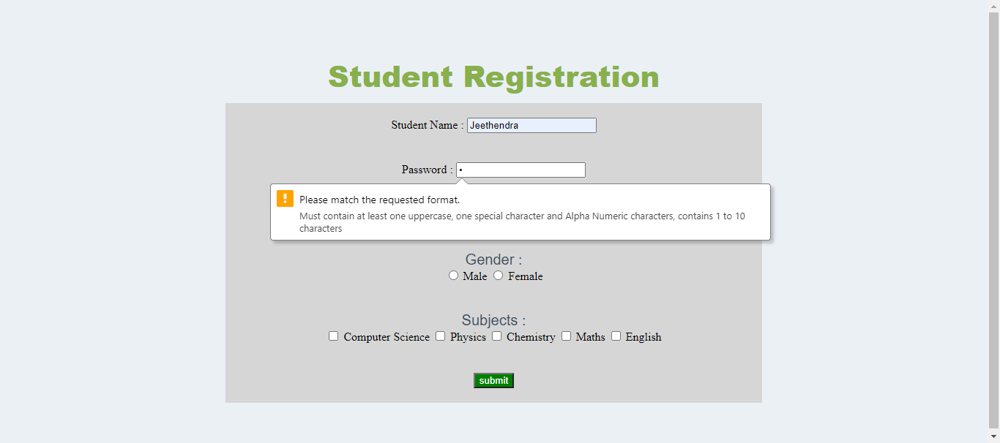 Student Registration
Student Name : Jeethendra
Password : •
Please match the requested format.
Must contain at least one uppercase, one special character and Alpha Numeric characters, contains 1 to 10
characters
Gender :
Male Female
Subjects :
Computer Science Physics Chemistry Maths English
submit